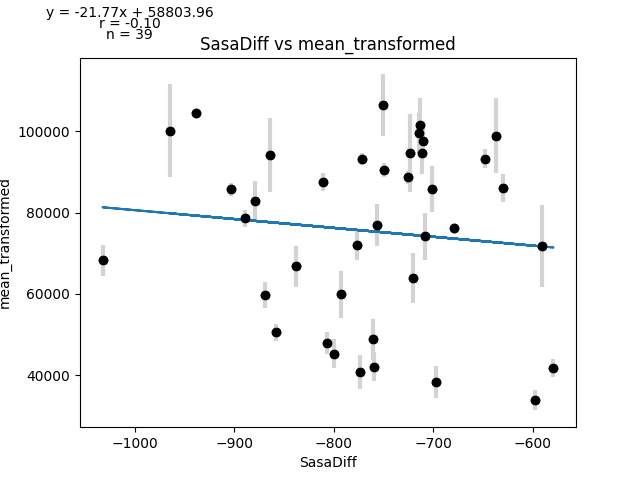 y = -21.77x + 58803.96
r = -0.10
n = 39
SasaDiff vs mean_transformed
100000
80000
60000
40000
mean_transformed
−1000
−900
−800
−700
−600
SasaDiff